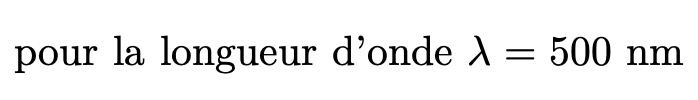 pour la longueur d'onde λ = 500 nm